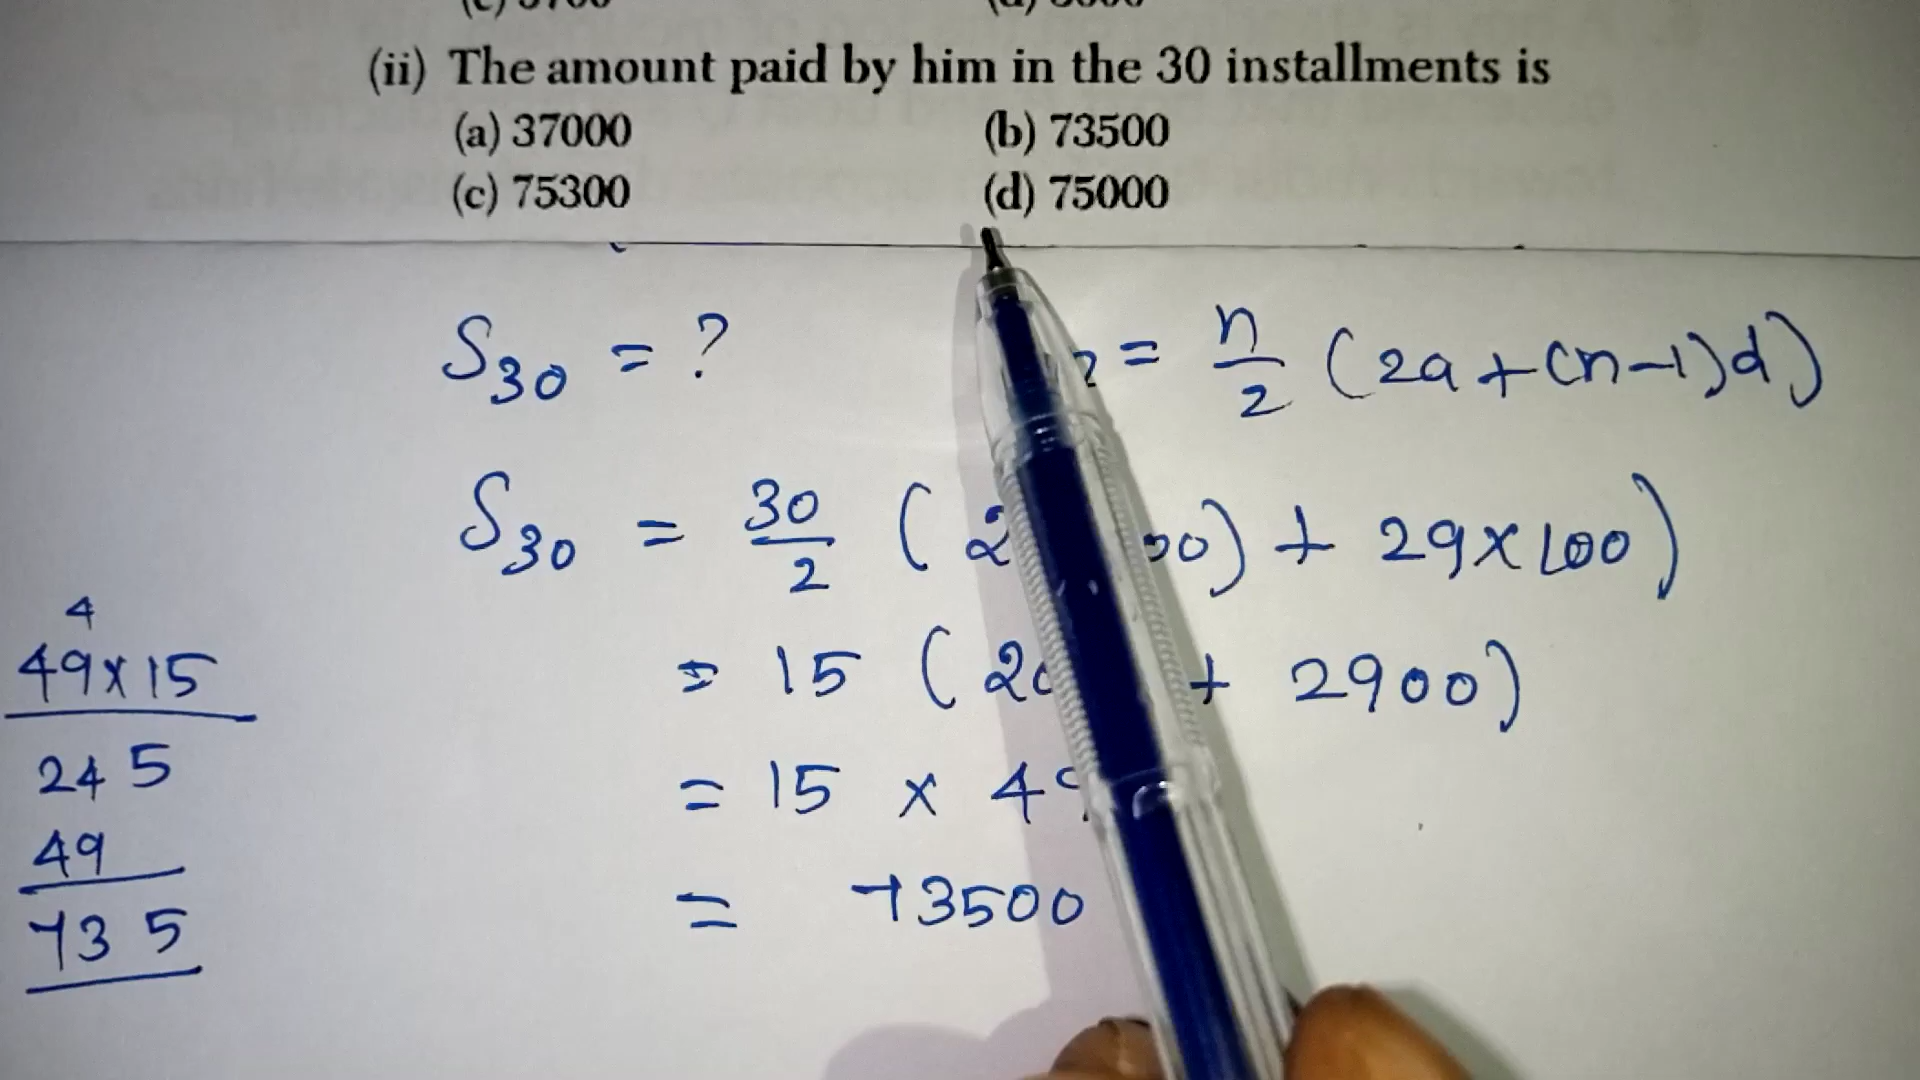 (ii) The amount paid by him in the 30 installments is
(a) 37000 (b) 73500
(c) 75300 (d) 75000
S30 = ? = n/2 (2a + (n-1)d)
S30 = 30/2 ( + 29 x 100)
= 15 ( + 2900)
= 15 x
= 73500
4
49 x 15
245
49
735